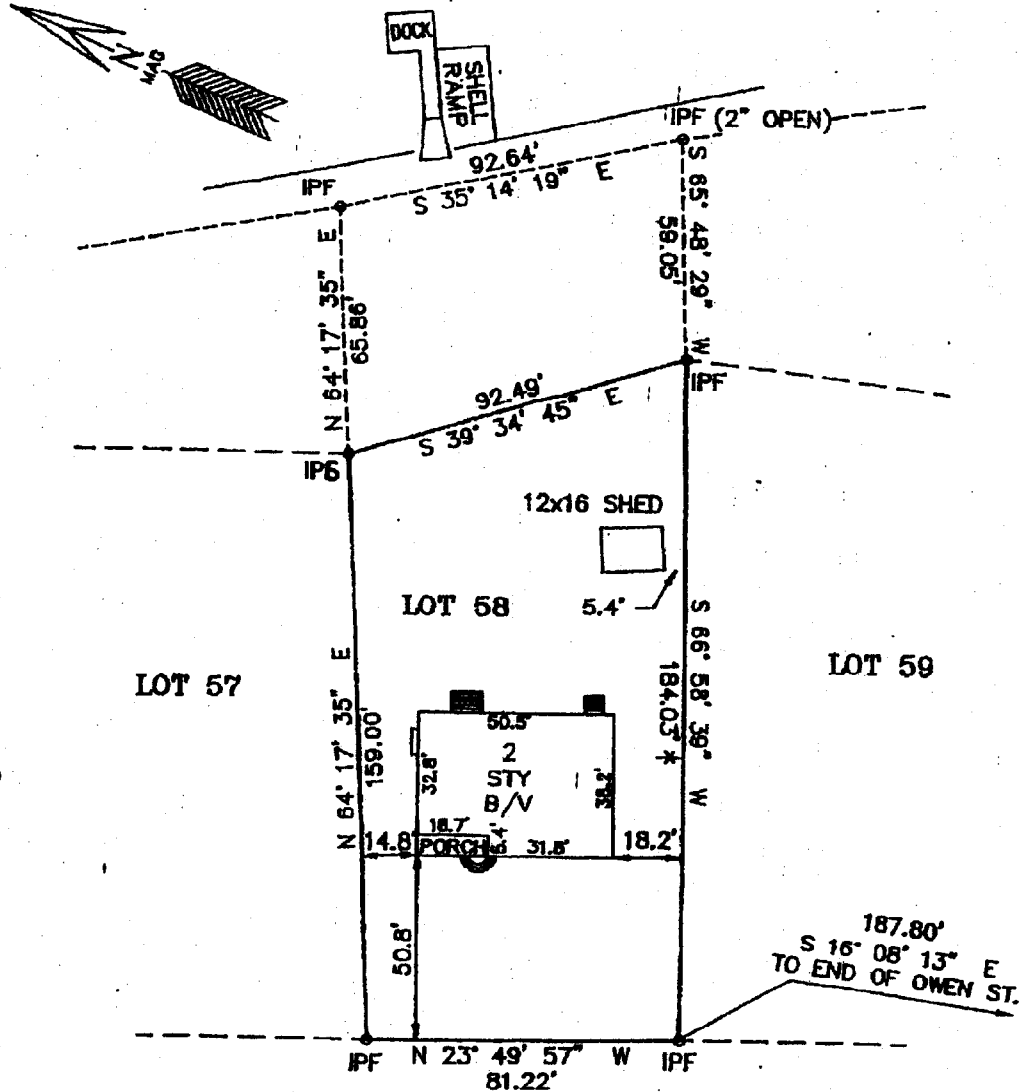 DOCK
N
MAG
SHELL
RAMP
IPF (2" OPEN)
92.64'
S 35° 14' 19" E
IPF
S 65° 48' 29" W
59.05'
N 64° 17' 35" E
65.86'
92.49'
S 39° 34' 45" E
IPF
IPS
12x16 SHED
LOT 58
5.4'
S 66° 58' 39" W
184.03'
LOT 59
LOT 57
N 64° 17' 35" E
159.00'
50.5'
2
STY
B/V
32.8'
38.2'
18.7'
5.4'
PORCH
31.8'
14.8'
18.2'
50.8'
187.80'
S 16° 08' 13" E
TO END OF OWEN ST.
IPF
N 23° 49' 57" W
IPF
81.22'